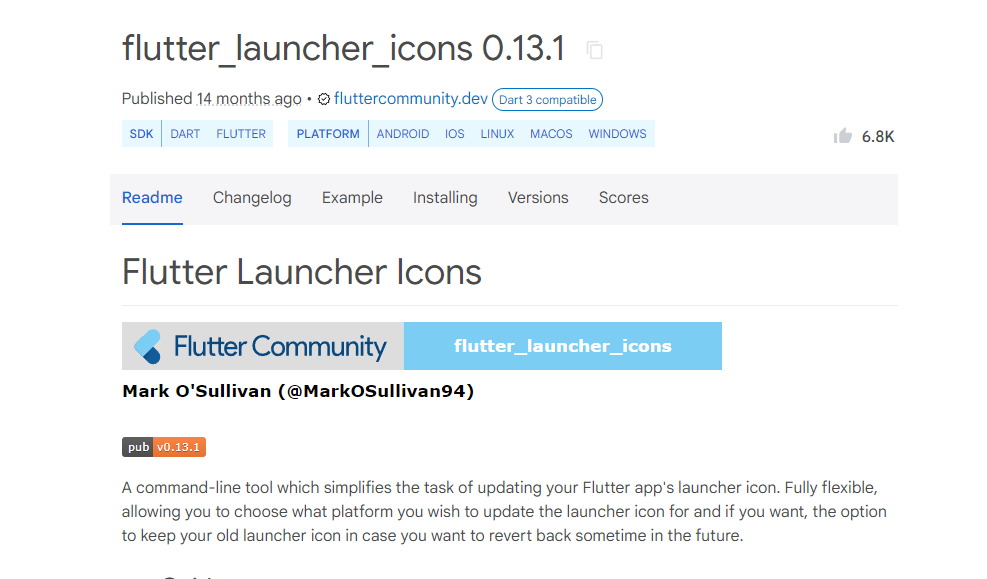 flutter_launcher_icons 0.13.1
Published 14 months ago • fluttercommunity.dev Dart 3 compatible
SDK DART FLUTTER PLATFORM ANDROID IOS LINUX MACOS WINDOWS 6.8K
Readme Changelog Example Installing Versions Scores
Flutter Launcher Icons
Flutter Community flutter_launcher_icons
Mark O'Sullivan (@MarkOSullivan94)
pub v0.13.1
A command-line tool which simplifies the task of updating your Flutter app's launcher icon. Fully flexible,
allowing you to choose what platform you wish to update the launcher icon for and if you want, the option
to keep your old launcher icon in case you want to revert back sometime in the future.